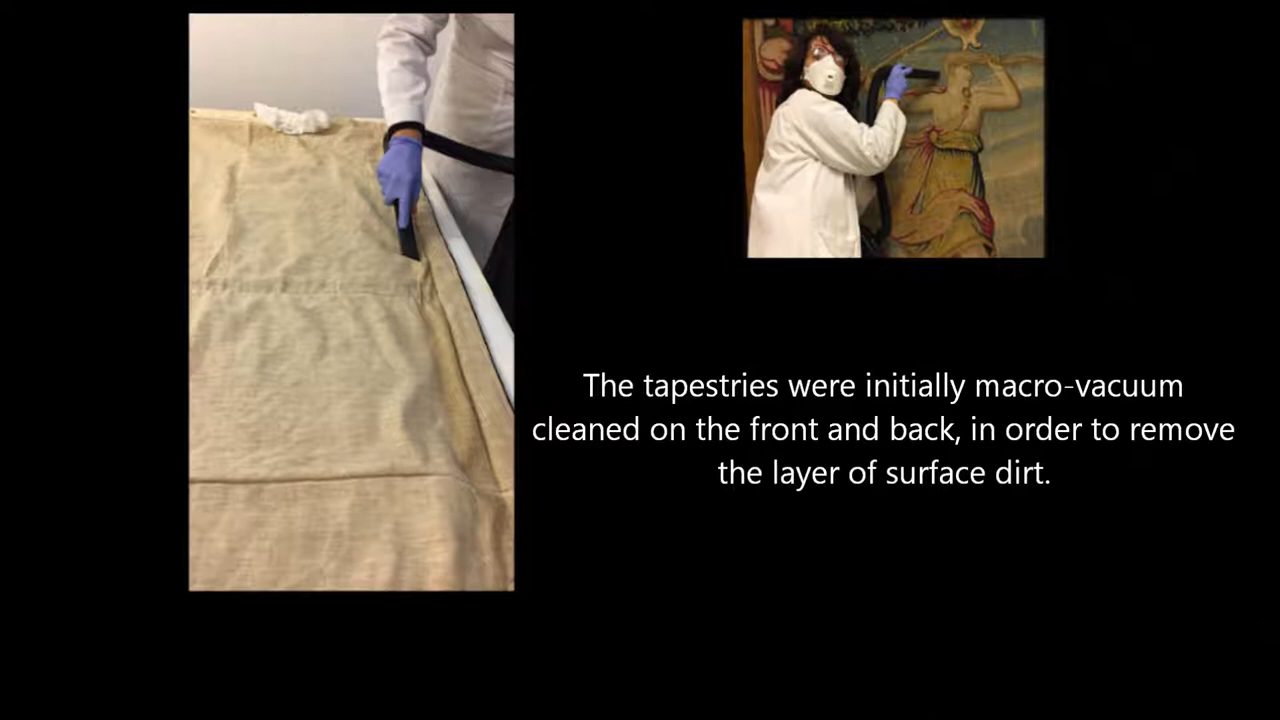 The tapestries were initially macro-vacuum
cleaned on the front and back, in order to remove
the layer of surface dirt.